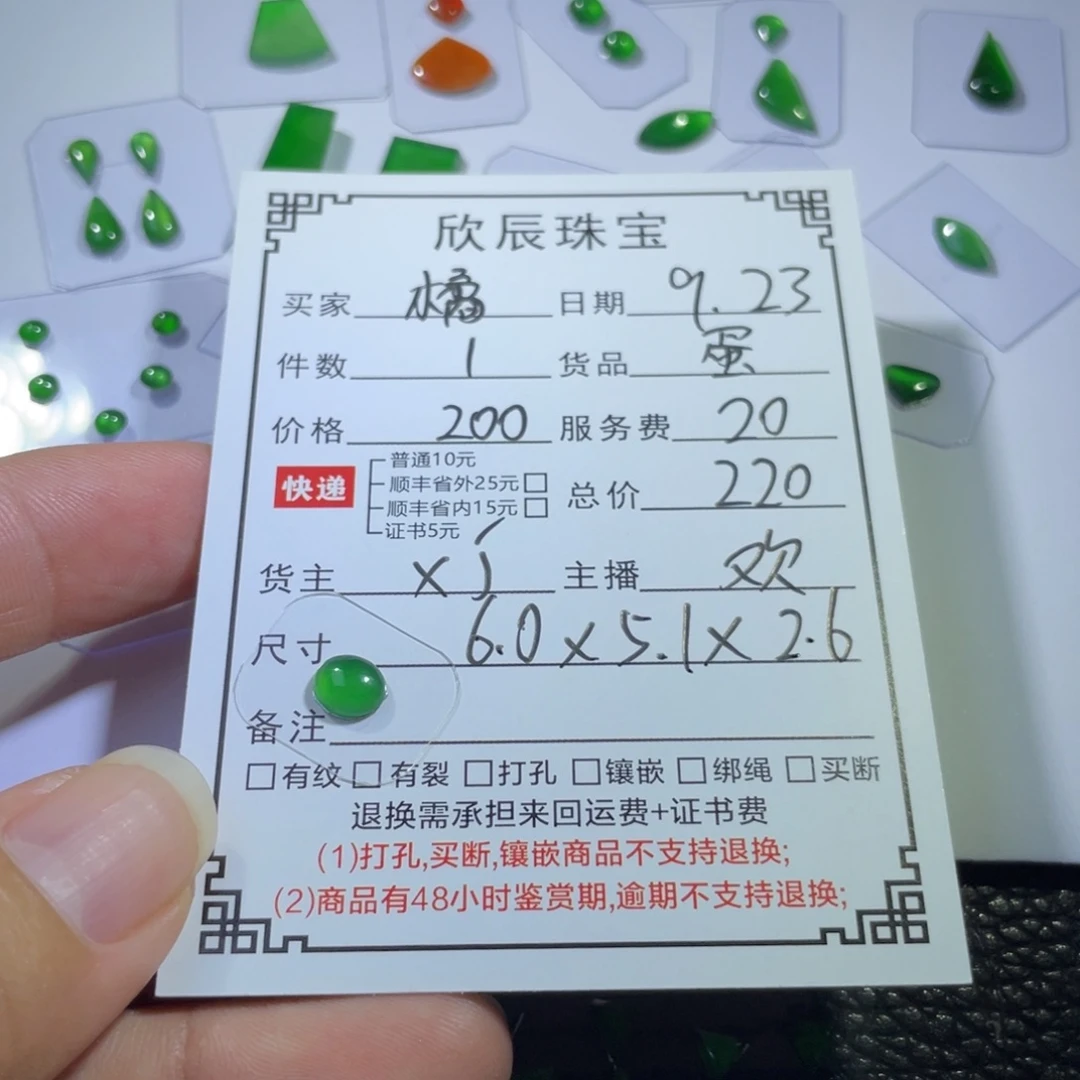 欣辰珠宝
买家 橘 日期 9.23
件数 1 货品 蛋
价格 200 服务费 20
快递 普通10元
顺丰省外25元□
顺丰省内15元□
证书5元
总价 220
货主 X 主播 欢
尺寸 6.0×5.1×2.6
备注
□有纹 □有裂 □打孔 □镶嵌 □绑绳 □买断
退换需承担来回运费+证书费
(1)打孔,买断,镶嵌商品不支持退换;
(2)商品有48小时鉴赏期,逾期不支持退换;